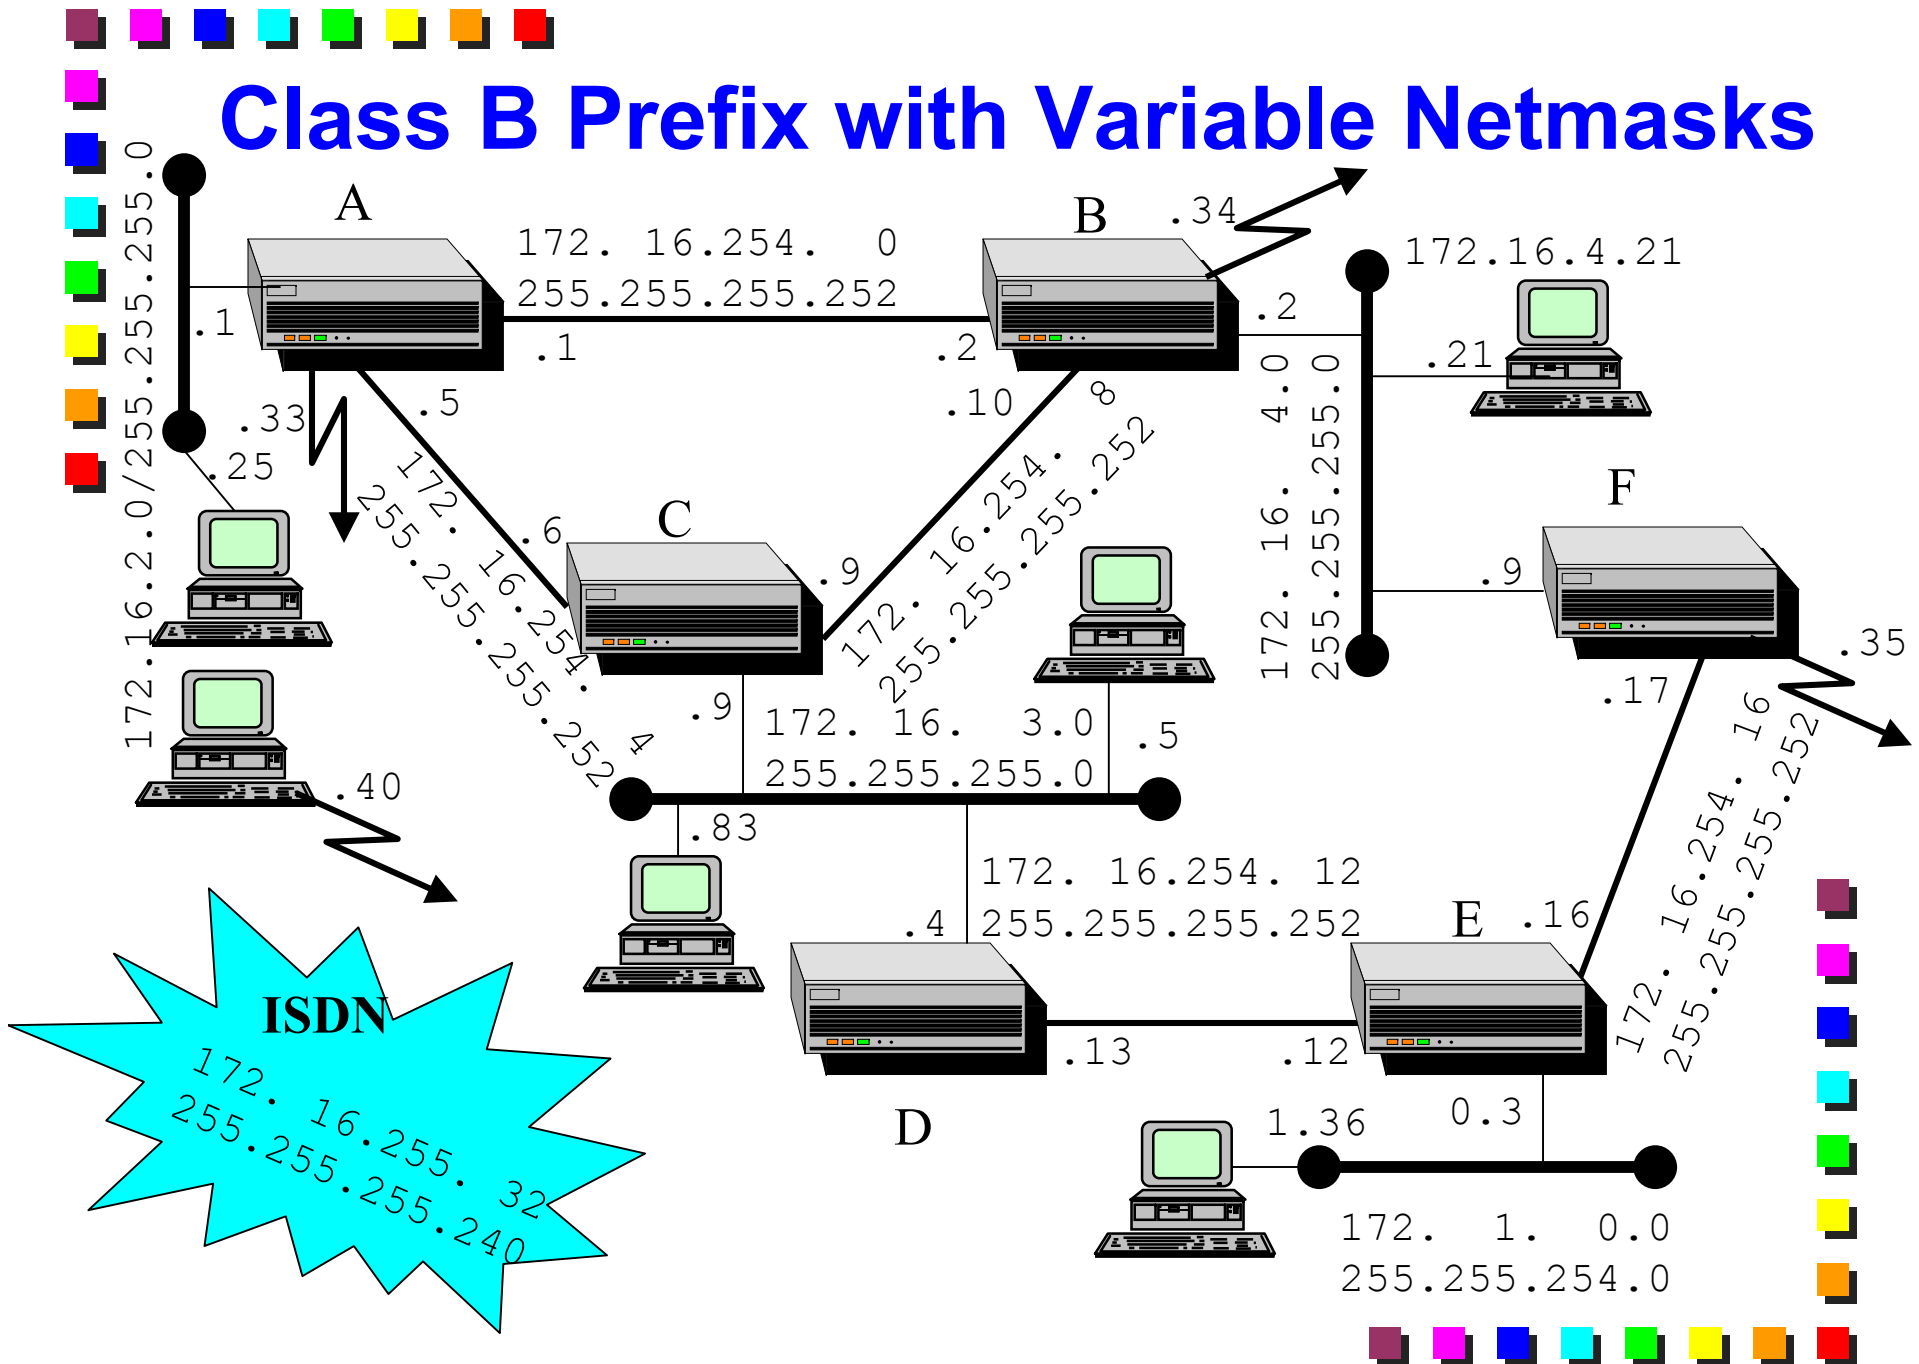 Class B Prefix with Variable Netmasks
172.16.2.0/255.255.255.0
A
B
.34
172. 16.254.  0
255.255.255.252
172.16.4.21
.1
.1
.2
.2
.21
.33
.5
.10
172. 16.  4.0
255.255.255.0
.25
172. 16.254.  4
255.255.255.252
172. 16.254.  8
255.255.255.252
F
C
.6
.9
.9
.35
.17
.9
172. 16.  3.0
255.255.255.0
.5
172. 16.254. 16
255.255.255.252
.40
.83
172. 16.254. 12
255.255.255.252
.4
E
.16
ISDN
172. 16.255. 32
255.255.255.240
.13
.12
D
1.36
0.3
172.  1.  0.0
255.255.254.0